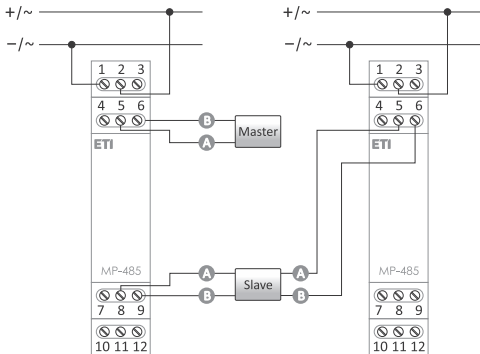 +/~ +/~
−/~ −/~
1 2 3 1 2 3
4 5 6 4 5 6
B Master
A
ETI ETI
MP-485 MP-485
A Slave A
B B
7 8 9 7 8 9
10 11 12 10 11 12